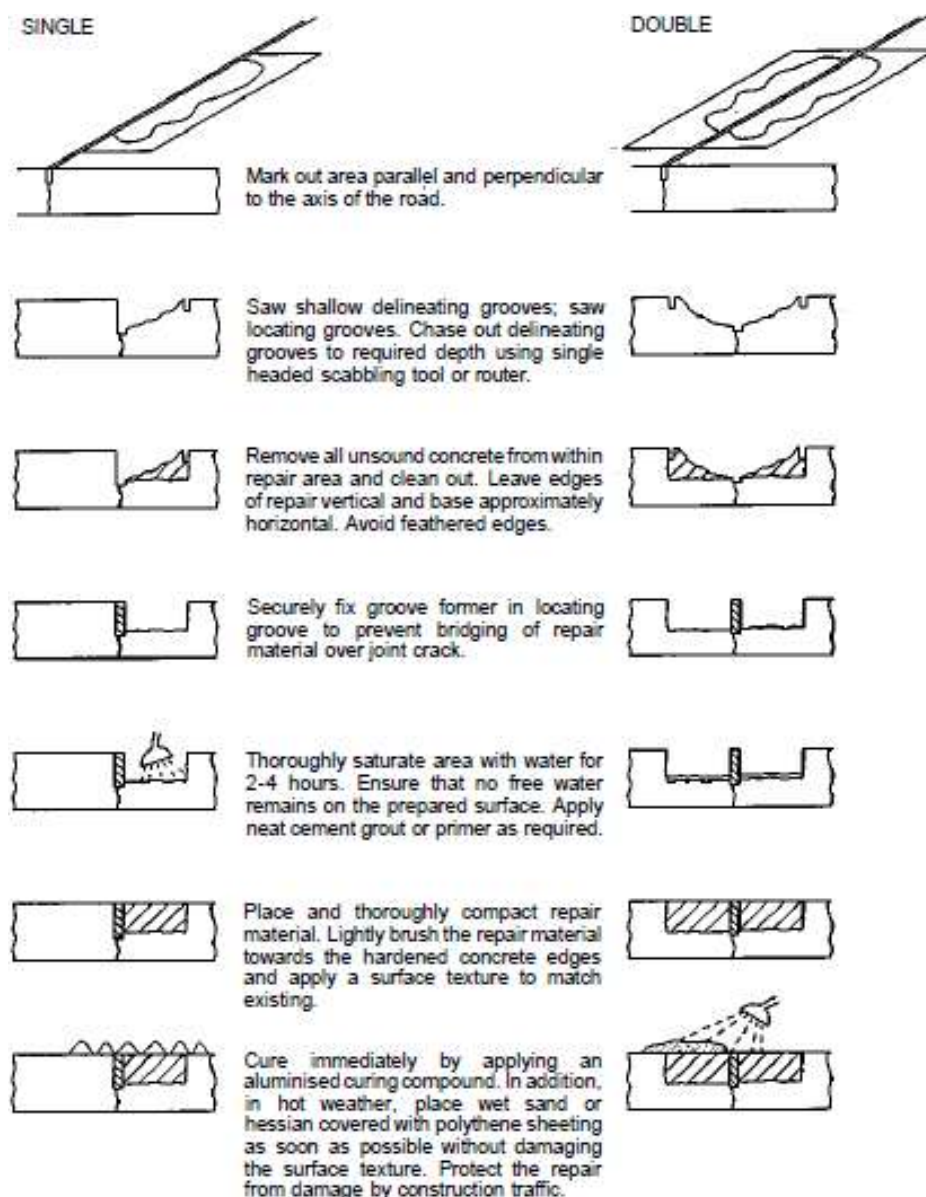 SINGLE
DOUBLE
Mark out area parallel and perpendicular
to the axis of the road.
Saw shallow delineating grooves; saw
locating grooves. Chase out delineating
grooves to required depth using single
headed scabbling tool or router.
Remove all unsound concrete from within
repair area and clean out. Leave edges
of repair vertical and base approximately
horizontal. Avoid feathered edges.
Securely fix groove former in locating
groove to prevent bridging of repair
material over joint crack.
Thoroughly saturate area with water for
2-4 hours. Ensure that no free water
remains on the prepared surface. Apply
neat cement grout or primer as required.
Place and thoroughly compact repair
material. Lightly brush the repair material
towards the hardened concrete edges
and apply a surface texture to match
existing.
Cure immediately by applying an
aluminised curing compound. In addition,
in hot weather, place wet sand or
hessian covered with polythene sheeting
as soon as possible without damaging
the surface texture. Protect the repair
from damage by construction traffic.